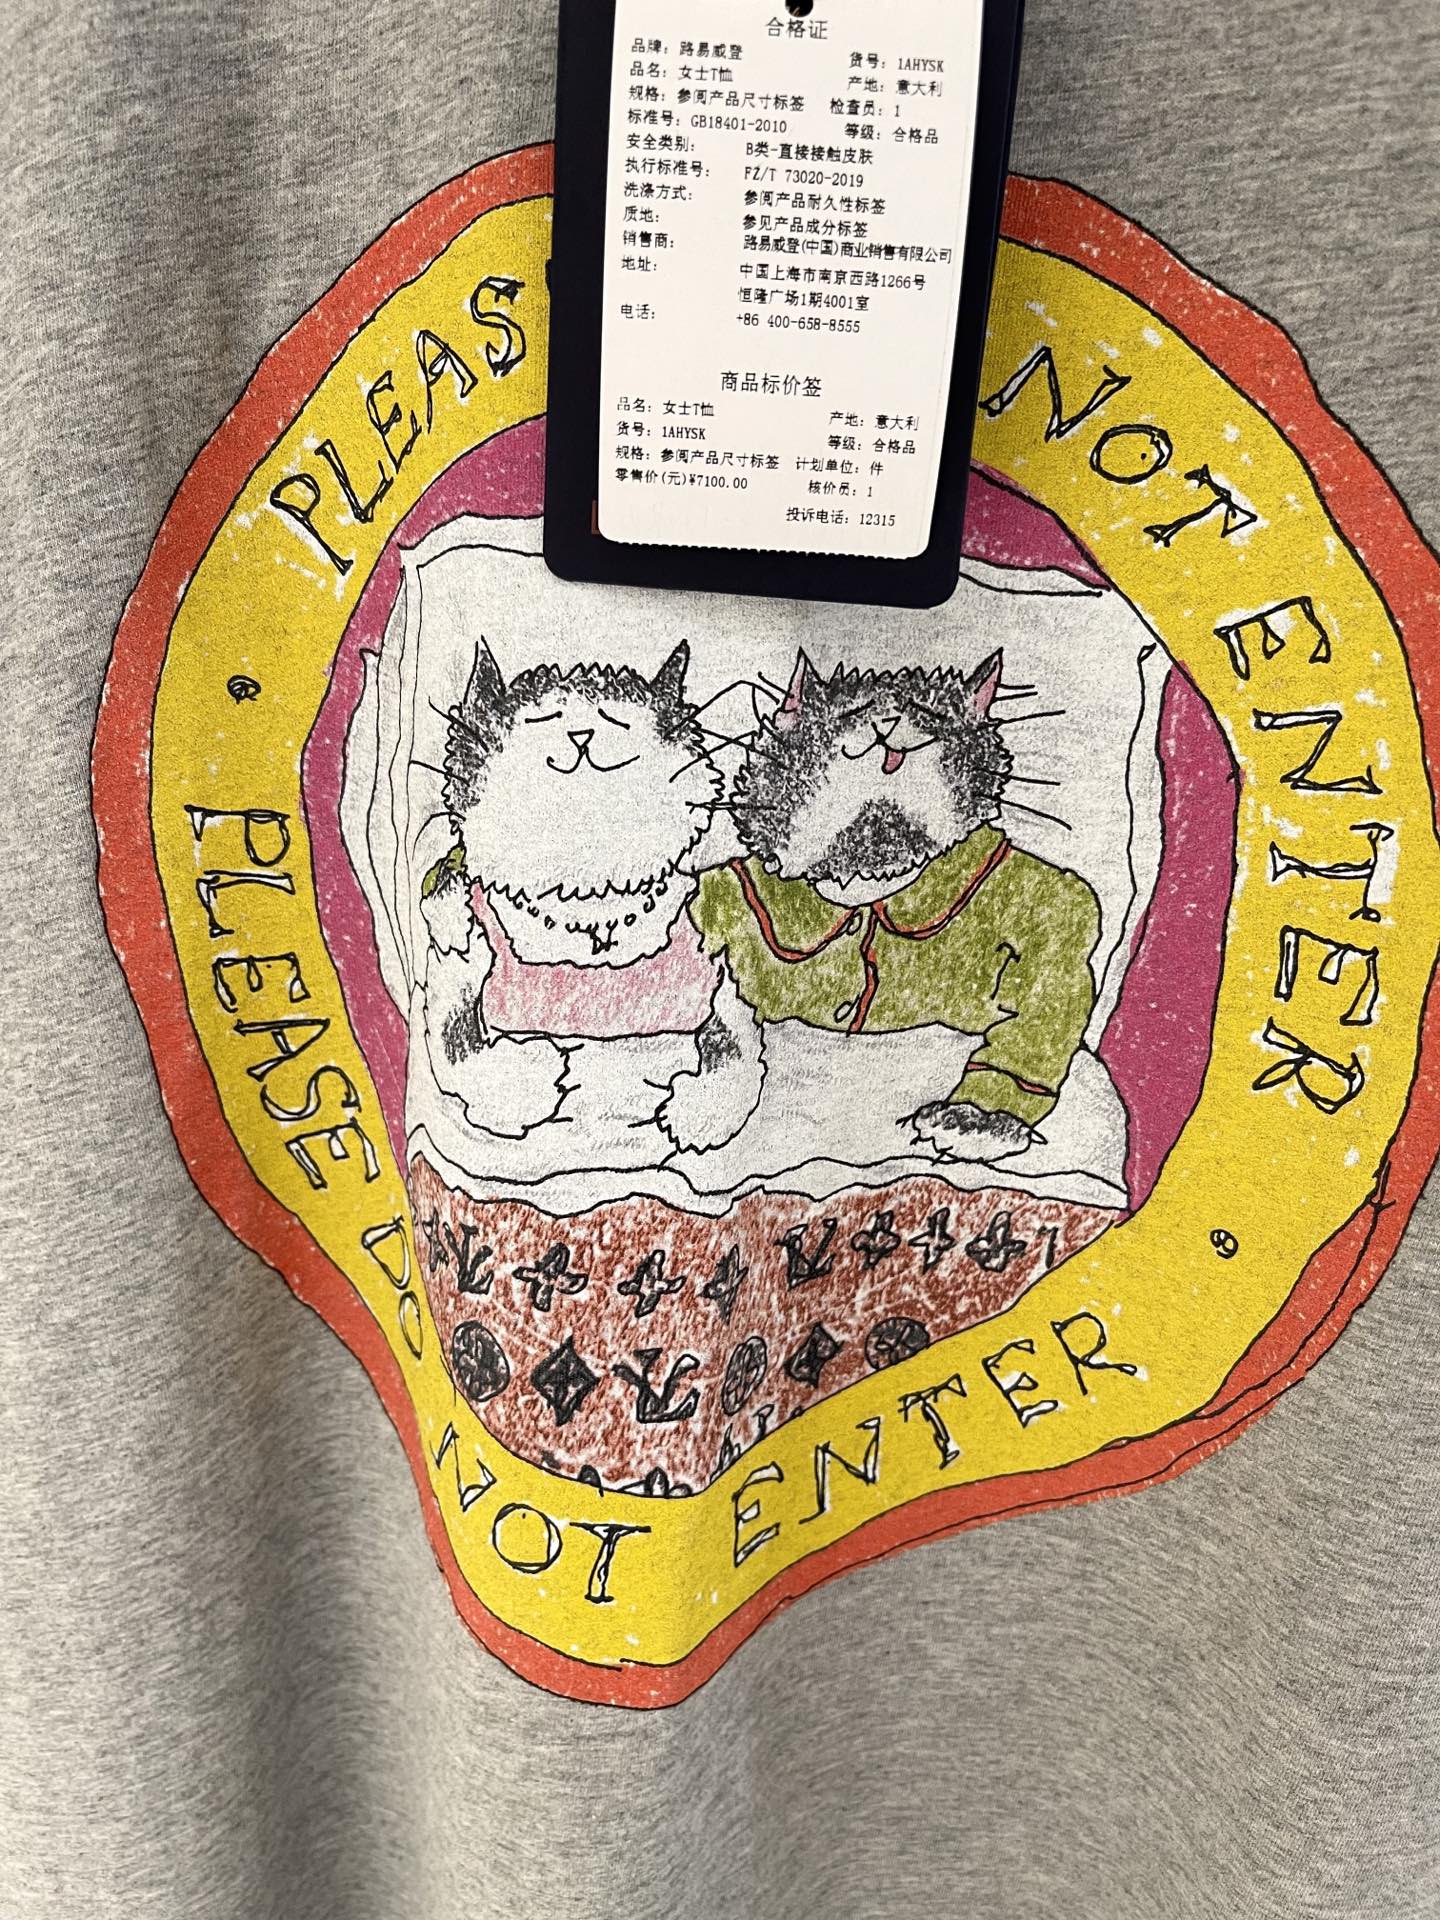 合格证
品牌：路易威登 货号：1AHYSK
品名：女士T恤 产地：意大利
规格：参阅产品尺寸标签 检查员：1
标准号：GB18401-2010 等级：合格品
安全类别： B类-直接接触皮肤
执行标准号： FZ/T 73020-2019
洗涤方式： 参阅产品耐久性标签
质地： 参见产品成分标签
销售商： 路易威登(中国)商业销售有限公司
地址： 中国上海市南京西路1266号
恒隆广场1期4001室
电话： +86 400-658-8555
商品标价签
品名：女士T恤 产地：意大利
货号：1AHYSK 等级：合格品
规格：参阅产品尺寸标签 计划单位：件
零售价(元)¥7100.00 核价员：1
投诉电话：12315
PLEAS NOT ENTER
PLEASE DO NOT ENTER
LV LV
LV